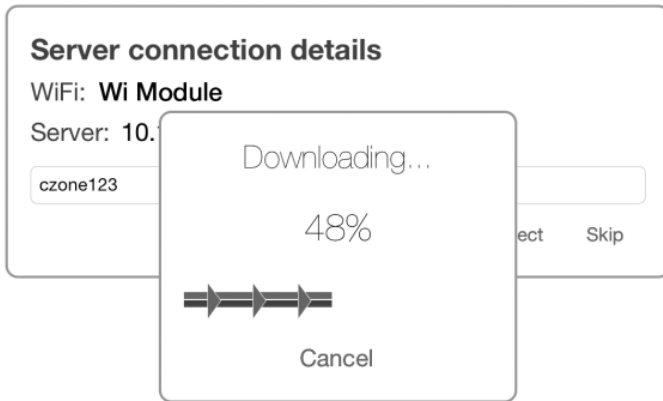 Server connection details
WiFi: Wi Module
Server: 10.
czone123
Downloading...
48%
ect Skip
Cancel